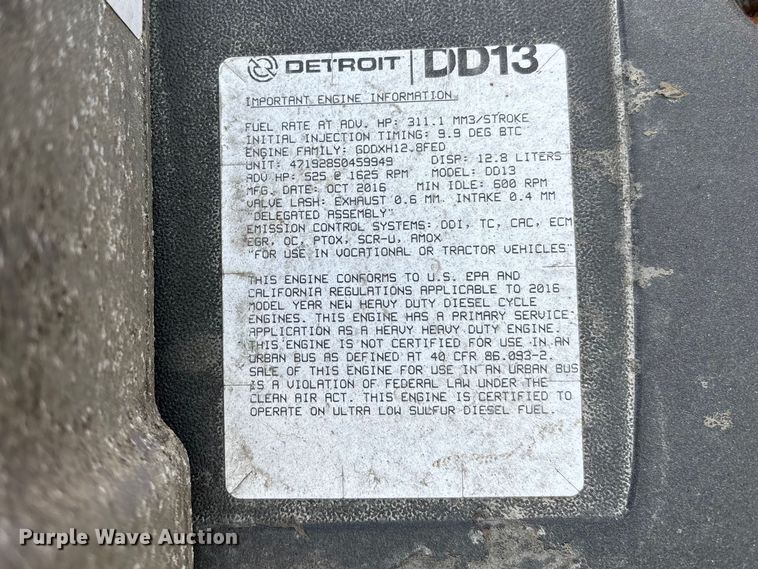 DETROIT DD13
IMPORTANT ENGINE INFORMATION
FUEL RATE AT ADV. HP: 311.1 MM3/STROKE
INITIAL INJECTION TIMING: 9.9 DEG BTC
ENGINE FAMILY: GDDXH12.8FED
UNIT: 471928S0459949 DISP: 12.8 LITERS
ADV HP: 525 @ 1625 RPM MODEL: DD13
MFG. DATE: OCT 2016 MIN IDLE: 600 RPM
VALVE LASH: EXHAUST 0.6 MM. INTAKE 0.4 MM
"DELEGATED ASSEMBLY"
EMISSION CONTROL SYSTEMS: DDI, TC, CAC, ECM
EGR, OC, PTOX, SCR-U, AMOX
"FOR USE IN VOCATIONAL OR TRACTOR VEHICLES"
THIS ENGINE CONFORMS TO U.S. EPA AND
CALIFORNIA REGULATIONS APPLICABLE TO 2016
MODEL YEAR NEW HEAVY DUTY DIESEL CYCLE
ENGINES. THIS ENGINE HAS A PRIMARY SERVICE
APPLICATION AS A HEAVY HEAVY DUTY ENGINE.
THIS ENGINE IS NOT CERTIFIED FOR USE IN AN
URBAN BUS AS DEFINED AT 40 CFR 86.093-2.
SALE OF THIS ENGINE FOR USE IN AN URBAN BUS
IS A VIOLATION OF FEDERAL LAW UNDER THE
CLEAN AIR ACT. THIS ENGINE IS CERTIFIED TO
OPERATE ON ULTRA LOW SULFUR DIESEL FUEL.
Purple Wave Auction